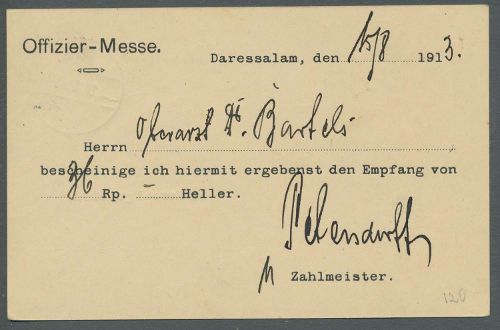 Offizier-Messe.
Daressalam, den 15/8 1913.
Herrn Oberarzt Dr. Bartels
bescheinige ich hiermit ergebenst den Empfang von
36 Rp. — Heller.
Zahlmeister.
120